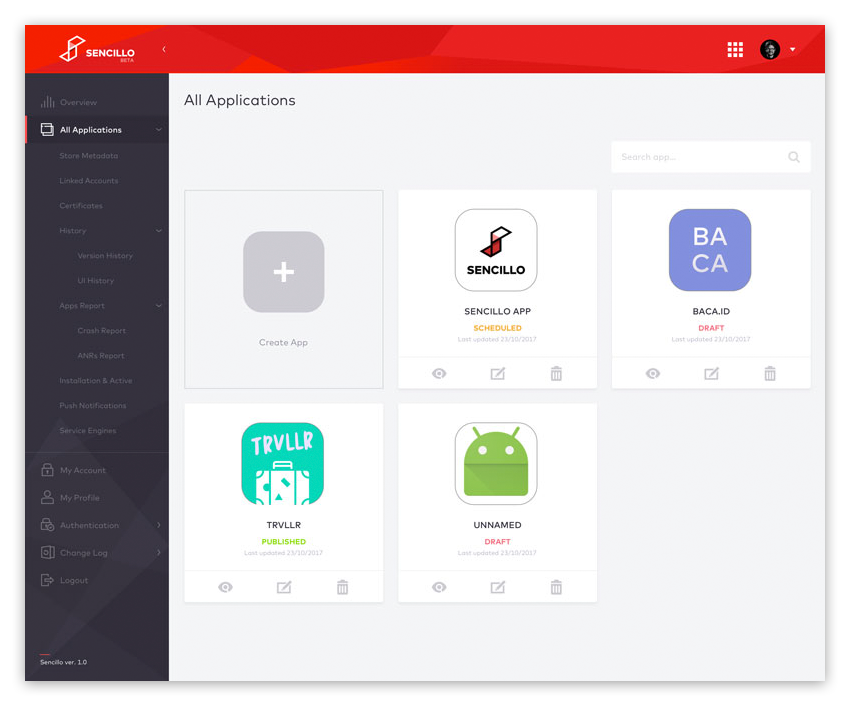 SENCILLO
BETA
Overview
All Applications
Store Metadata
Linked Accounts
Certificates
History
Version History
UI History
Apps Report
Crash Report
ANRs Report
Installation & Active
Push Notifications
Service Engines
My Account
My Profile
Authentication
Change Log
Logout
Sencillo ver. 1.0
All Applications
Search app...
Create App
SENCILLO
SENCILLO APP
SCHEDULED
Last updated 23/10/2017
BA
CA
BACA.ID
DRAFT
Last updated 23/10/2017
TRVLLR
TRVLLR
PUBLISHED
Last updated 23/10/2017
UNNAMED
DRAFT
Last updated 23/10/2017